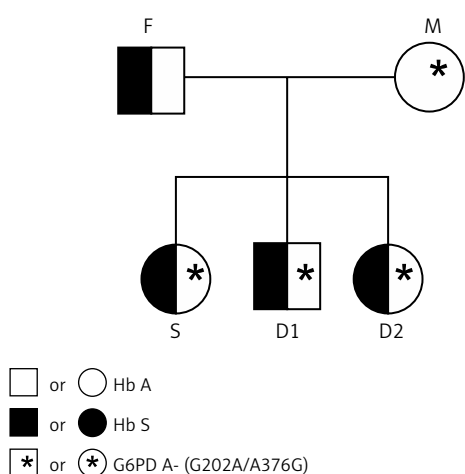 F M
S D1 D2
or Hb A
or Hb S
* or * G6PD A- (G202A/A376G)